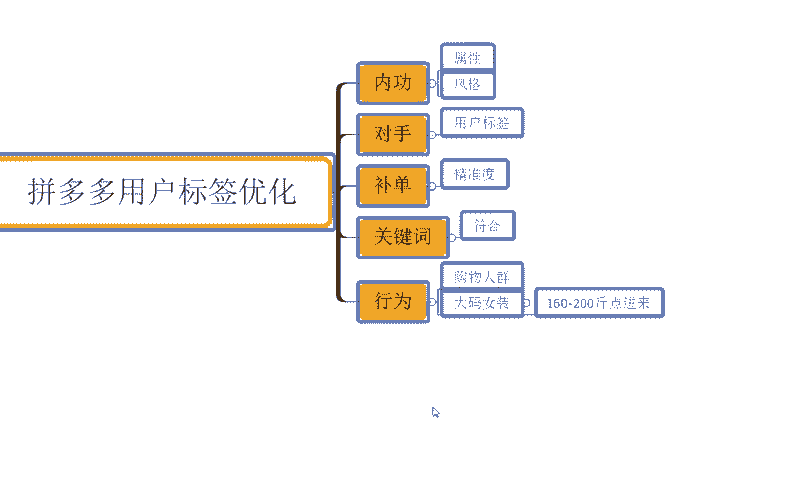 拼多多用户标签优化
内功
属性
风格
对手
用户标签
补单
精准度
关键词
符合
行为
购物人群
大码女装
160-200斤点进来